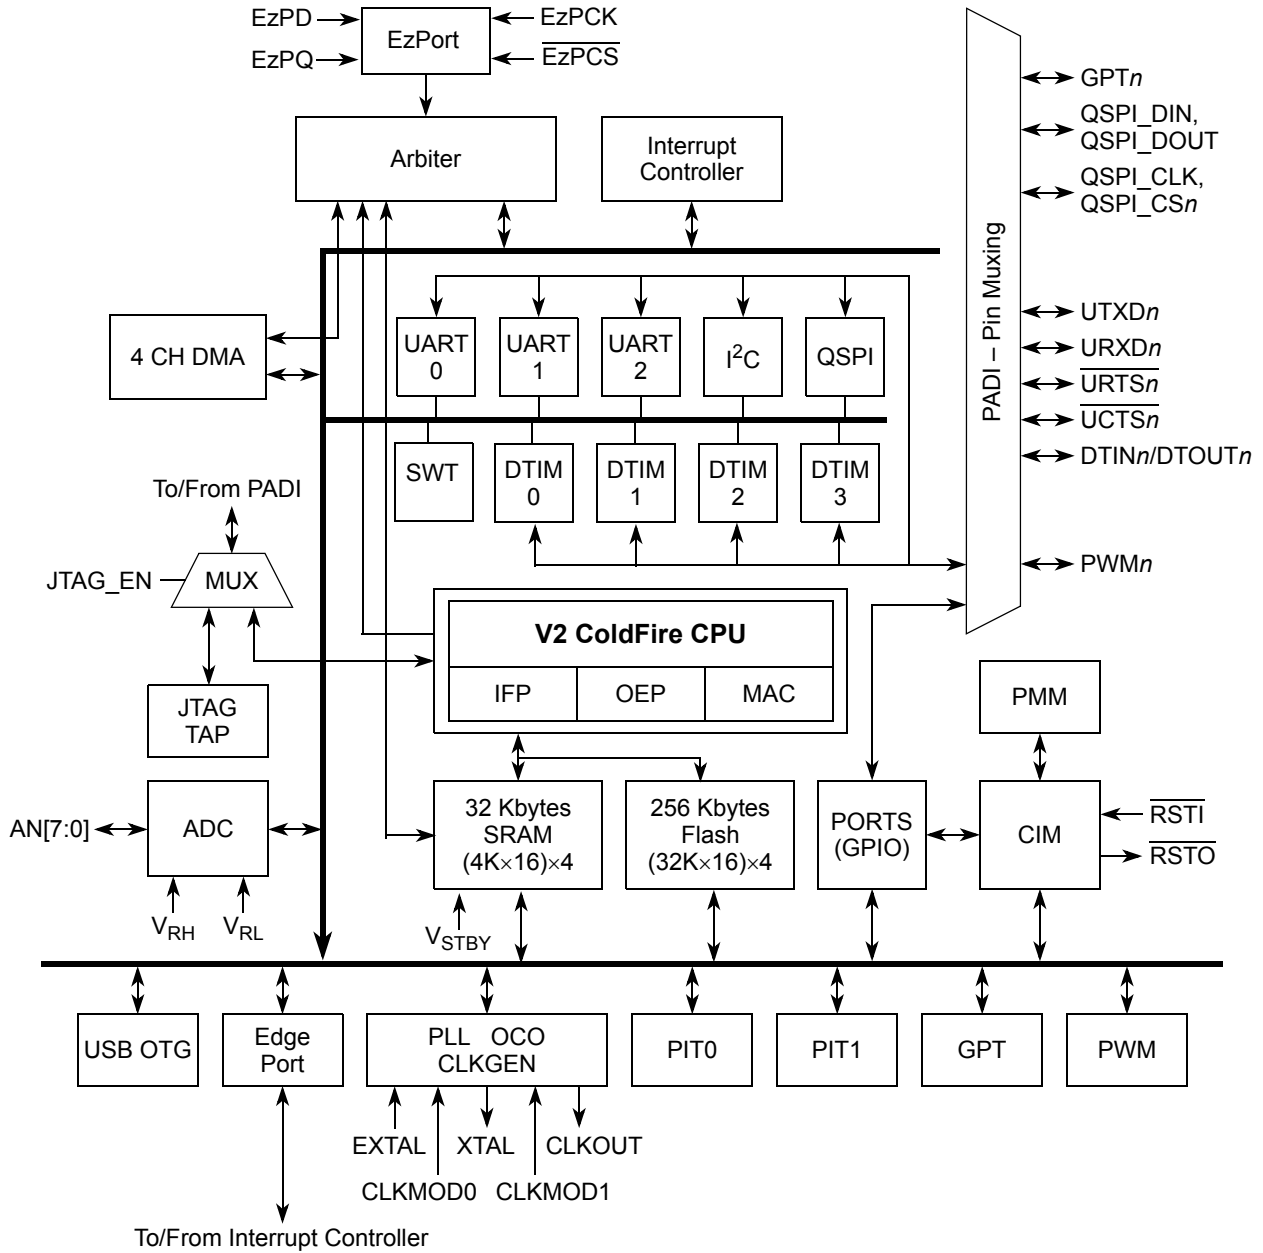 EzPD
EzPQ
EzPort
EzPCK
EzPCS
Arbiter
Interrupt
Controller
GPTn
QSPI_DIN,
QSPI_DOUT
QSPI_CLK,
QSPI_CSn
PADI – Pin Muxing
UTXDn
URXDn
URTSn
UCTSn
DTINn/DTOUTn
PWMn
4 CH DMA
UART
0
UART
1
UART
2
I²C
QSPI
SWT
DTIM
0
DTIM
1
DTIM
2
DTIM
3
To/From PADI
JTAG_EN
MUX
JTAG
TAP
V2 ColdFire CPU
IFP
OEP
MAC
PMM
AN[7:0]
ADC
VRH
VRL
32 Kbytes
SRAM
(4K×16)×4
VSTBY
256 Kbytes
Flash
(32K×16)×4
PORTS
(GPIO)
CIM
RSTI
RSTO
USB OTG
Edge
Port
PLL OCO
CLKGEN
PIT0
PIT1
GPT
PWM
EXTAL
XTAL
CLKOUT
CLKMOD0
CLKMOD1
To/From Interrupt Controller